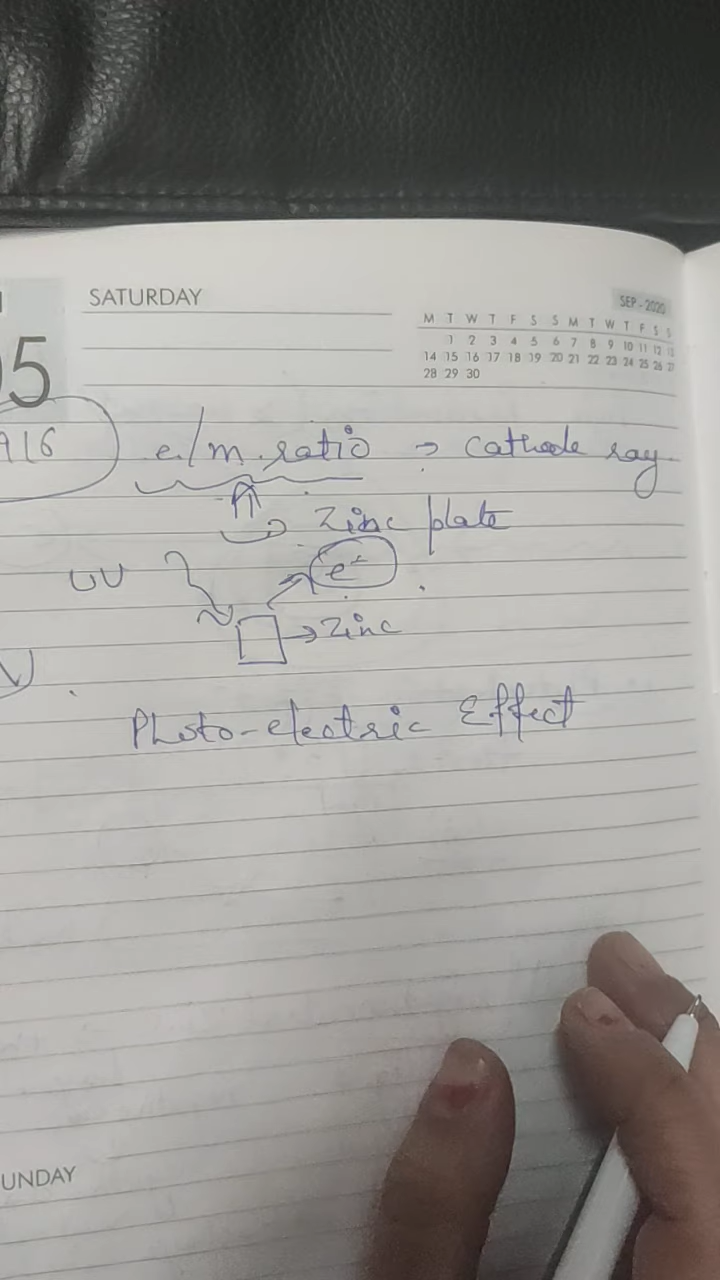 SATURDAY
SEP - 2020
M T W T F S S M T W T F S S
1 2 3 4 5 6 7 8 9 10 11 12 13
14 15 16 17 18 19 20 21 22 23 24 25 26 27
28 29 30
05
916
e/m ratio → Cathode ray
→ Zinc plate
UV
e-
→ Zinc
Photo-electric Effect
UNDAY